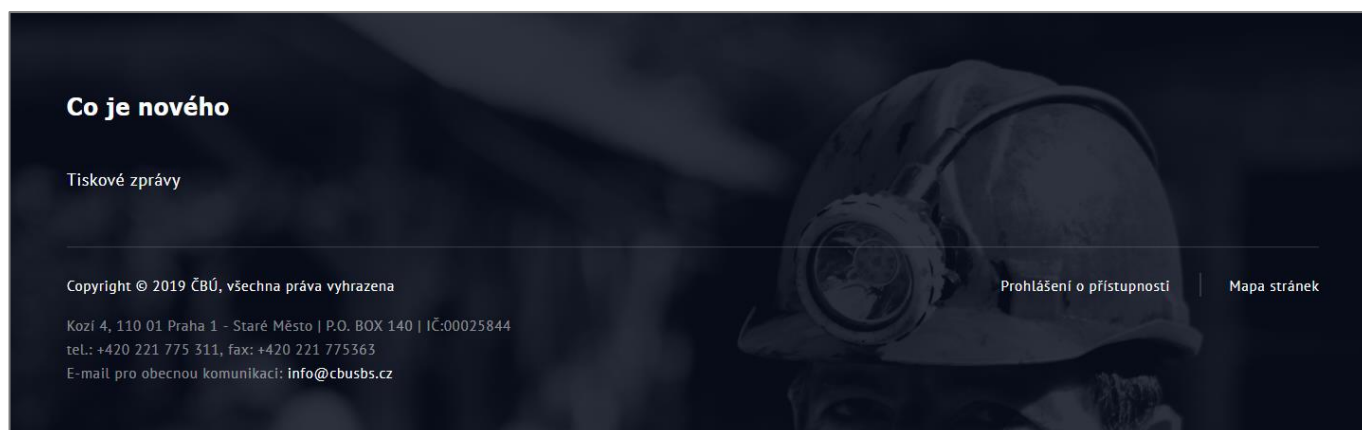 Co je nového
Tiskové zprávy
Copyright © 2019 ČBÚ, všechna práva vyhrazena
Prohlášení o přístupnosti
Mapa stránek
Kozí 4, 110 01 Praha 1 - Staré Město | P.O. BOX 140 | IČ:00025844
tel.: +420 221 775 311, fax: +420 221 775363
E-mail pro obecnou komunikaci: info@cbusbs.cz